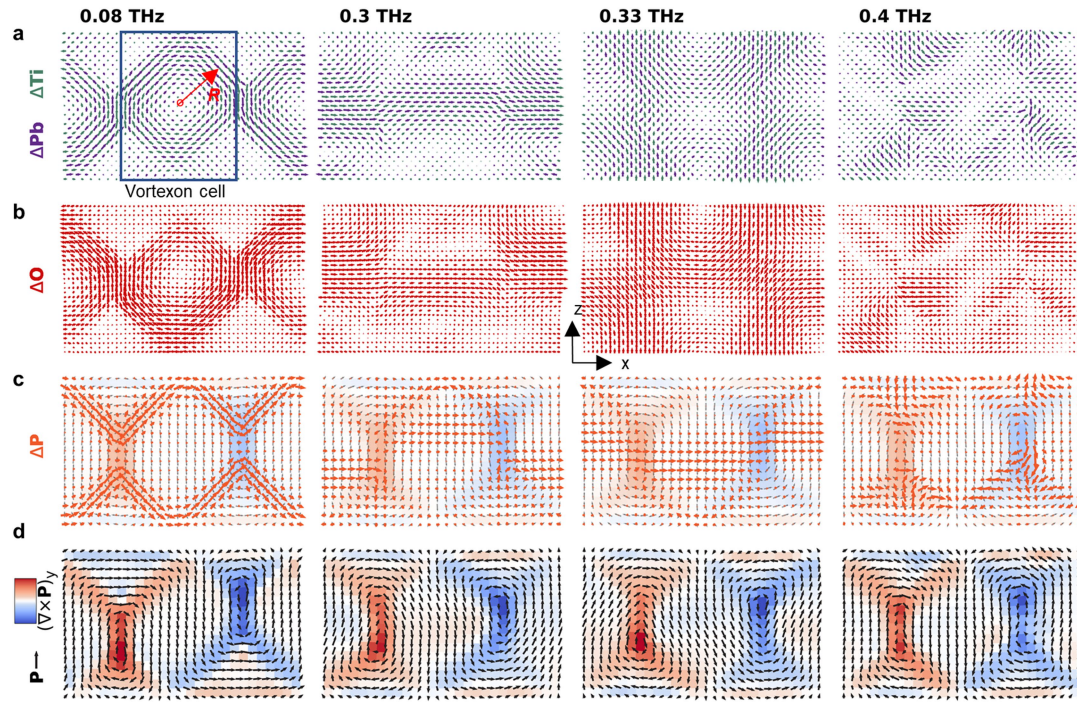 0.08 THz
0.3 THz
0.33 THz
0.4 THz
a
ΔTi
ΔPb
R
Vortexon cell
b
ΔO
Z
X
c
ΔP
d
(∇×P)y
P→